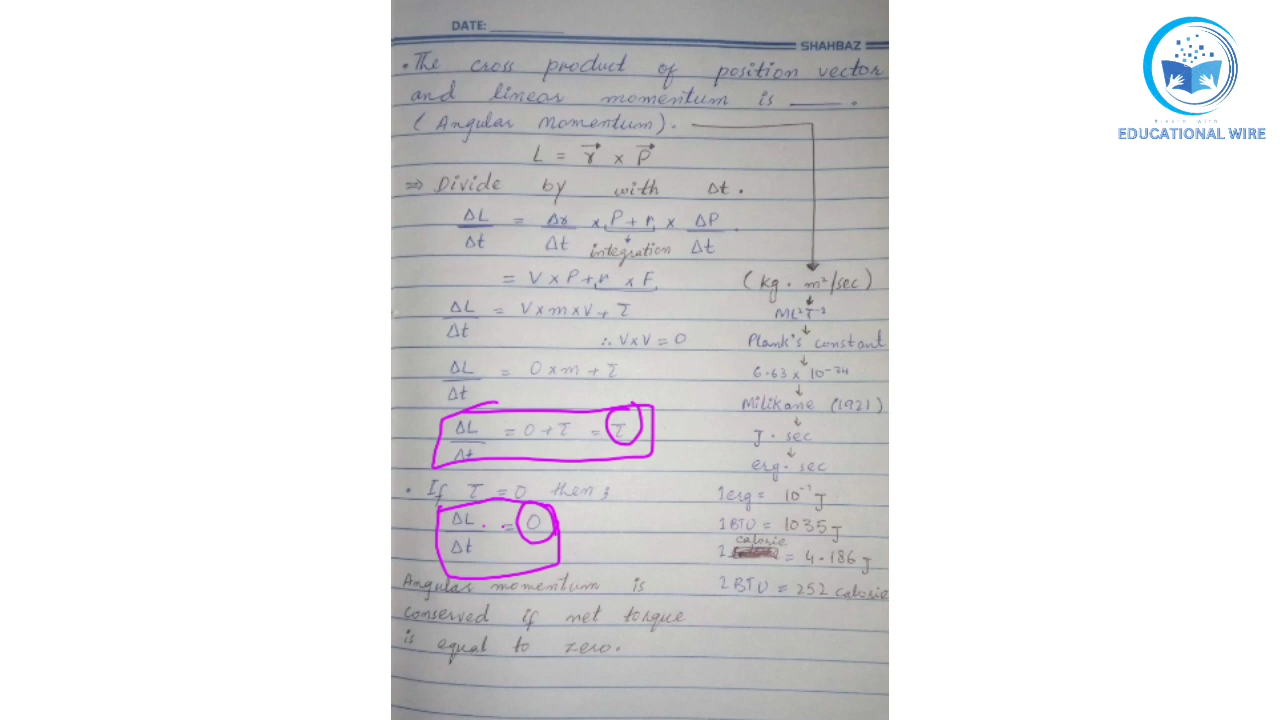 DATE:
SHAHBAZ
EDUCATIONAL WIRE
• The cross product of position vector
and linear momentum is ___ .
(Angular Momentum).
L = r⃗ × P⃗
⇒ Divide by with Δt .
ΔL/Δt = Δr/Δt × P + r × ΔP/Δt .
integration
= V × P + r × F
ΔL/Δt = V × m × V + τ
∴ V × V = 0
ΔL/Δt = 0 × m + τ
ΔL/Δt = 0 + τ = τ
• If τ = 0 then ;
ΔL/Δt = 0
Angular momentum is
conserved if net torque
is equal to zero.
(kg . m²/sec)
↓
↓
Plank's constant
↓
6.63 × 10⁻³⁴
↓
Milikane (1921)
↓
J . sec
↓
erg . sec
1 erg = 10⁻⁷ J
1 BTU = 1035 J
1 calorie = 4.186 J
1 BTU = 252 calorie